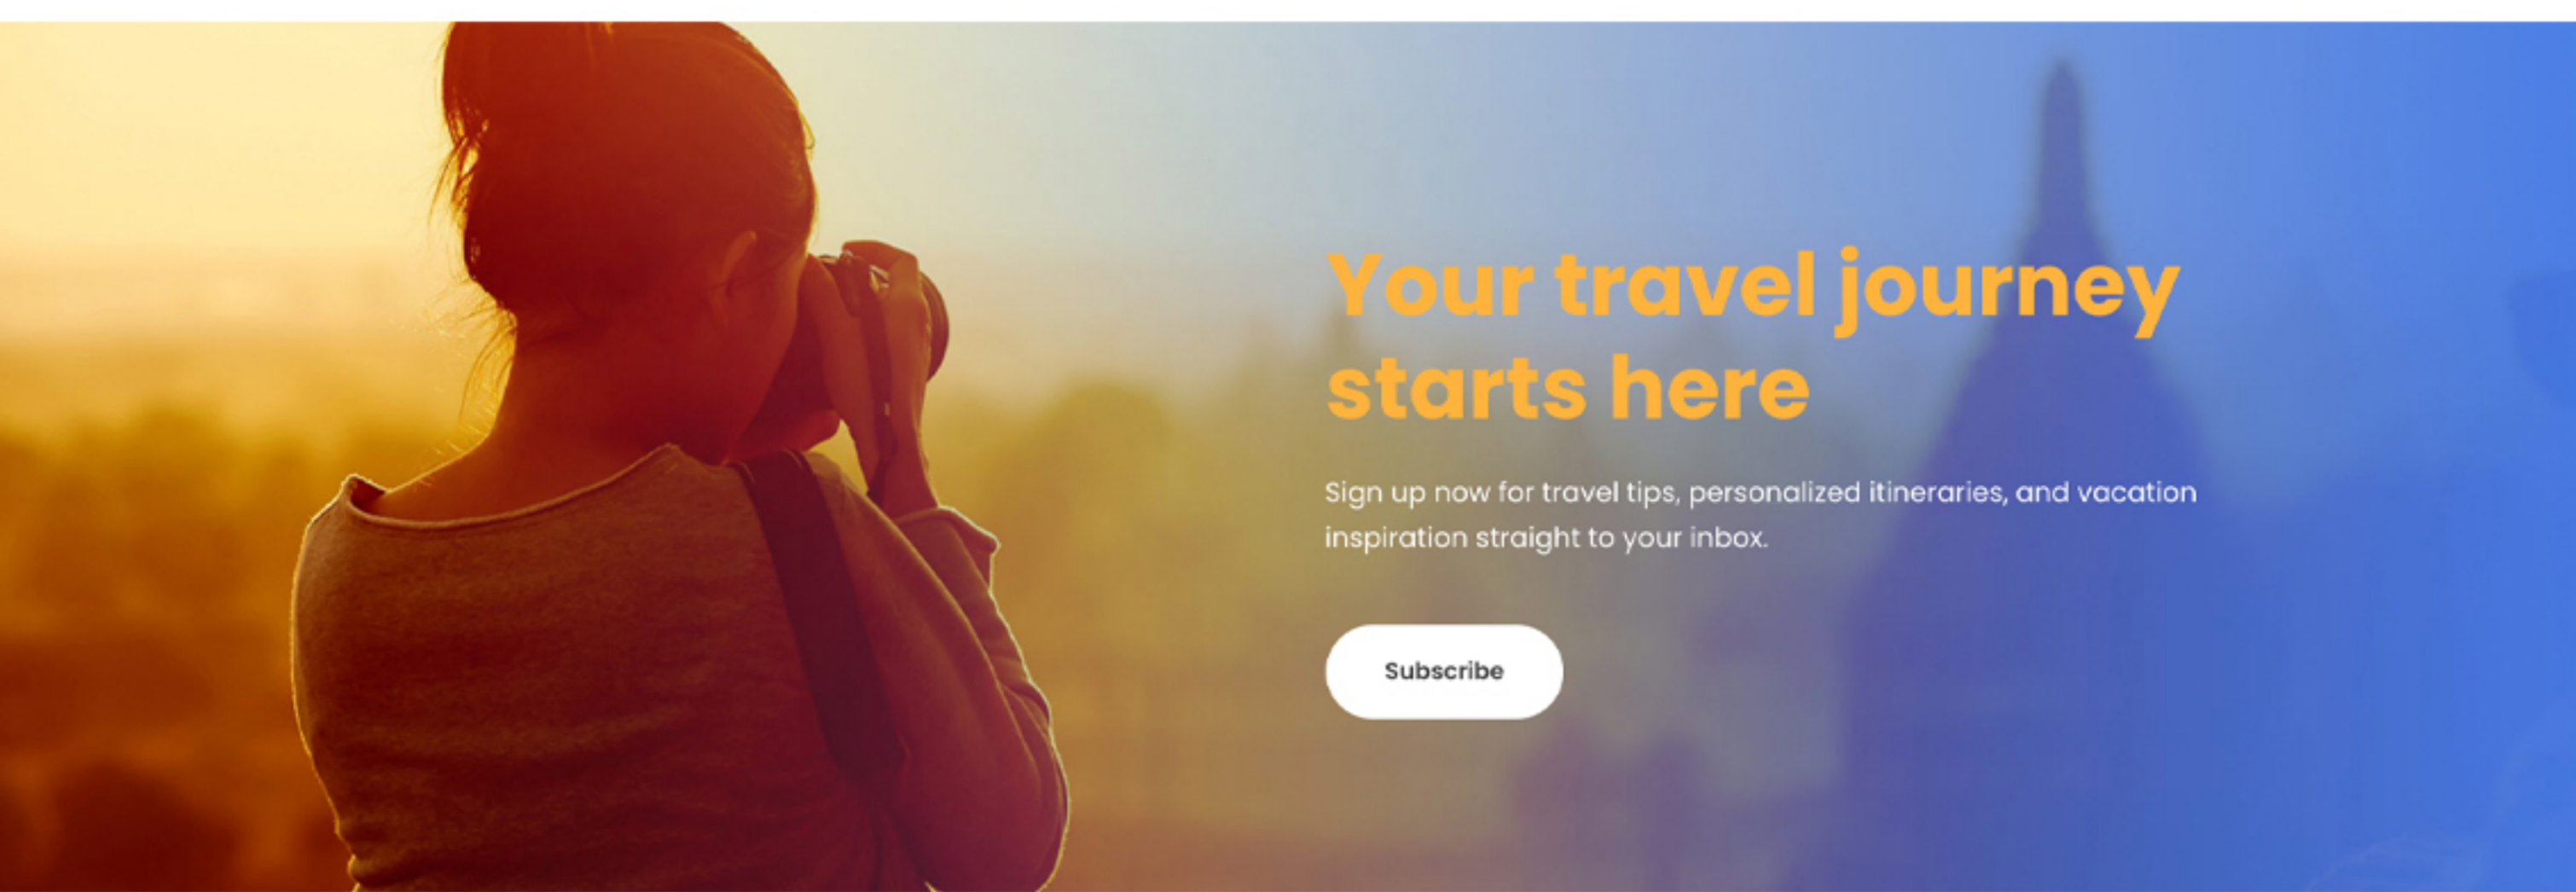 Your travel journey
starts here
Sign up now for travel tips, personalized itineraries, and vacation
inspiration straight to your inbox.
Subscribe